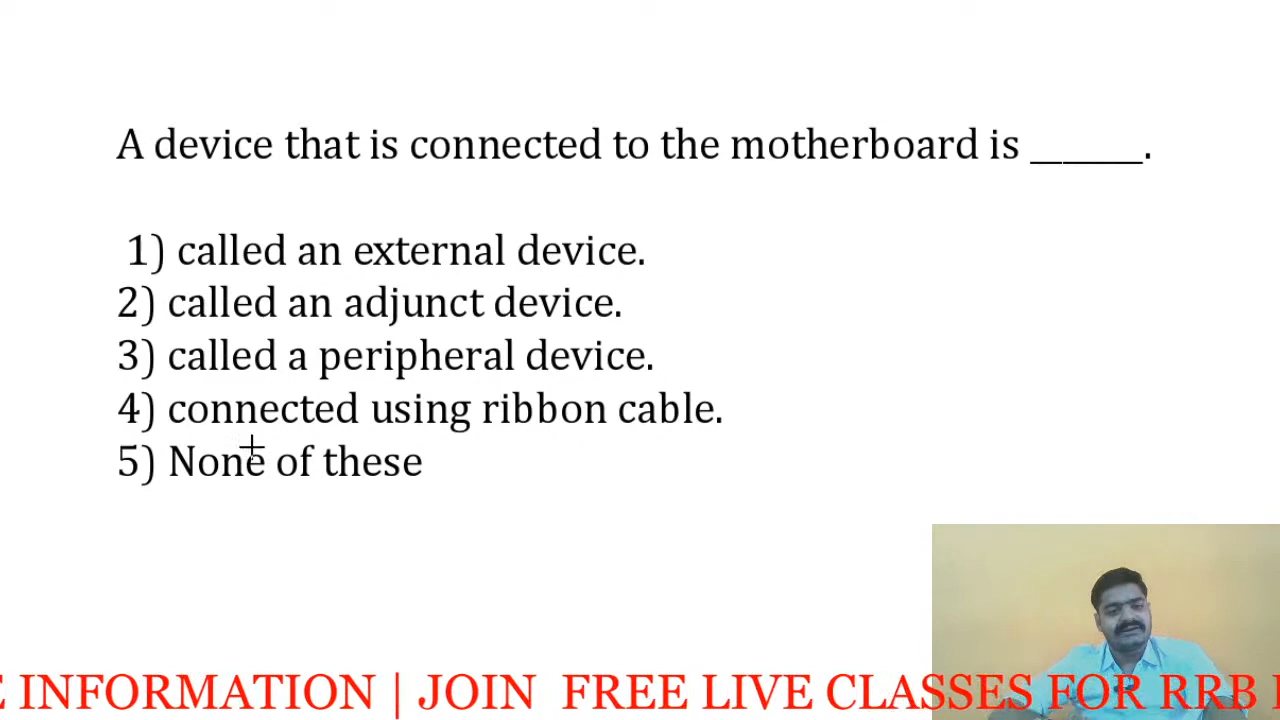 A device that is connected to the motherboard is ______.
1) called an external device.
2) called an adjunct device.
3) called a peripheral device.
4) connected using ribbon cable.
5) None of these
INFORMATION | JOIN FREE LIVE CLASSES FOR RRB